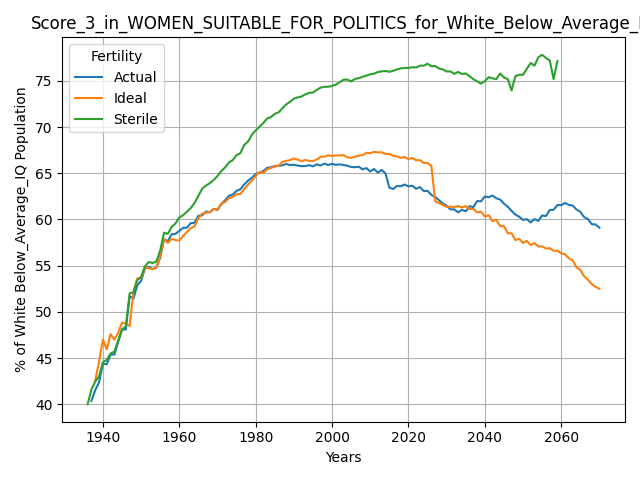 Score_3_in_WOMEN_SUITABLE_FOR_POLITICS_for_White_Below_Average_
Fertility
Actual
Ideal
Sterile
% of White Below_Average_IQ Population
75
70
65
60
55
50
45
40
1940
1960
1980
2000
2020
2040
2060
Years